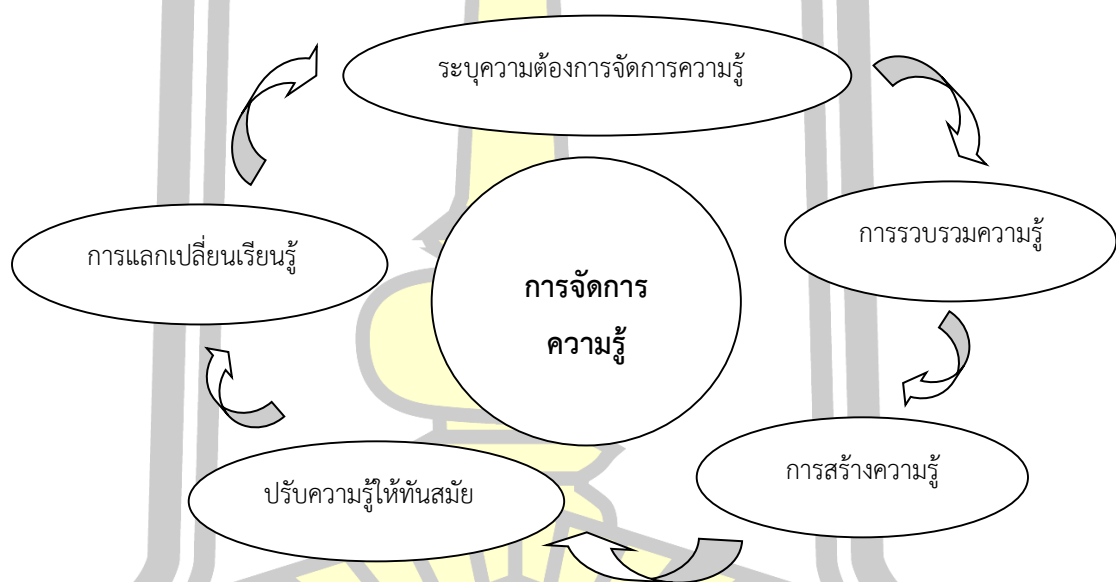 ระบุความต้องการจัดการความรู้
การรวบรวมความรู้
การแลกเปลี่ยนเรียนรู้
การจัดการ
ความรู้
การสร้างความรู้
ปรับความรู้ให้ทันสมัย